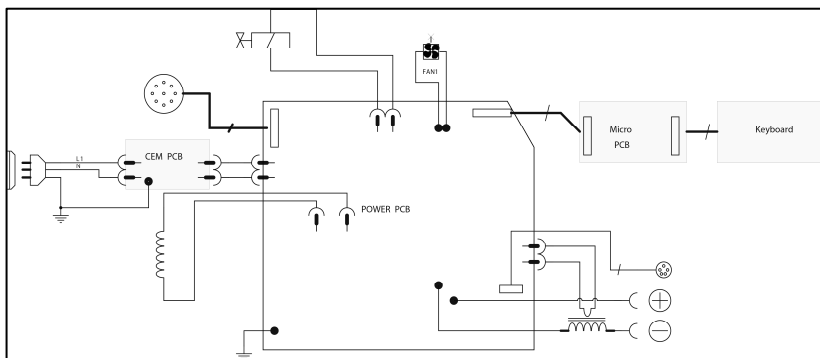 FAN1
Micro
PCB
Keyboard
L1
N
CEM PCB
POWER PCB